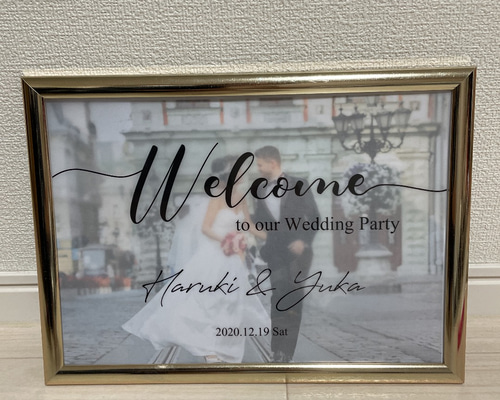 Welcome
to our Wedding Party
Haruki & Yuka
2020.12.19 Sat